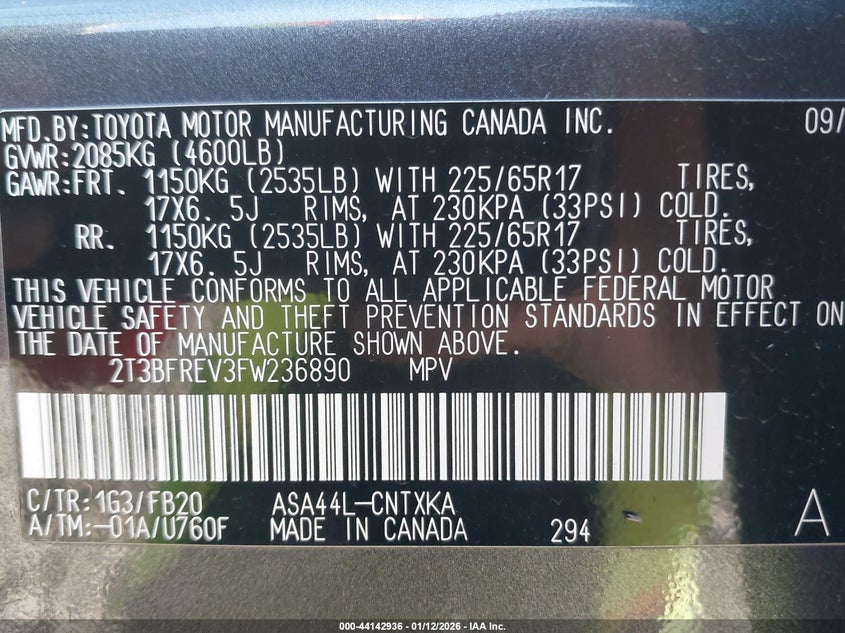 MFD.BY:TOYOTA MOTOR MANUFACTURING CANADA INC. 09/
GVWR:2085KG (4600LB)
GAWR:FRT. 1150KG (2535LB) WITH 225/65R17 TIRES,
17X6. 5J RIMS, AT 230KPA (33PSI) COLD.
RR. 1150KG (2535LB) WITH 225/65R17 TIRES,
17X6. 5J RIMS, AT 230KPA (33PSI) COLD.
THIS VEHICLE CONFORMS TO ALL APPLICABLE FEDERAL MOTOR
VEHICLE SAFETY AND THEFT PREVENTION STANDARDS IN EFFECT ON
THE DATE OF MANUFACTURE SHOWN ABOVE.
2T3BFREV3FW236890 MPV
C/TR:1G3/FB20 ASA44L-CNTXKA
A/TM:-01A/U760F MADE IN CANADA 294 A
000-44142936 - 01/12/2026 - IAA Inc.